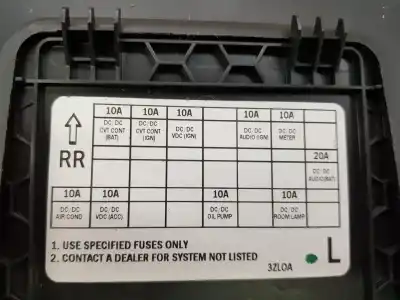 10A 10A 10A 10A 10A
DC/DC CVT CONT (BAT) DC/DC CVT CONT (IGN) DC/DC VDC (IGN) DC/DC AUDIO (IGN) DC/DC METER
RR
20A
DC/DC AUDIO(BAT)
10A 10A 10A 10A
DC/DC AIR COND DC/DC VDC (ACC) DC/DC OIL PUMP DC/DC ROOM LAMP
1. USE SPECIFIED FUSES ONLY
2. CONTACT A DEALER FOR SYSTEM NOT LISTED
L
3ZL0A